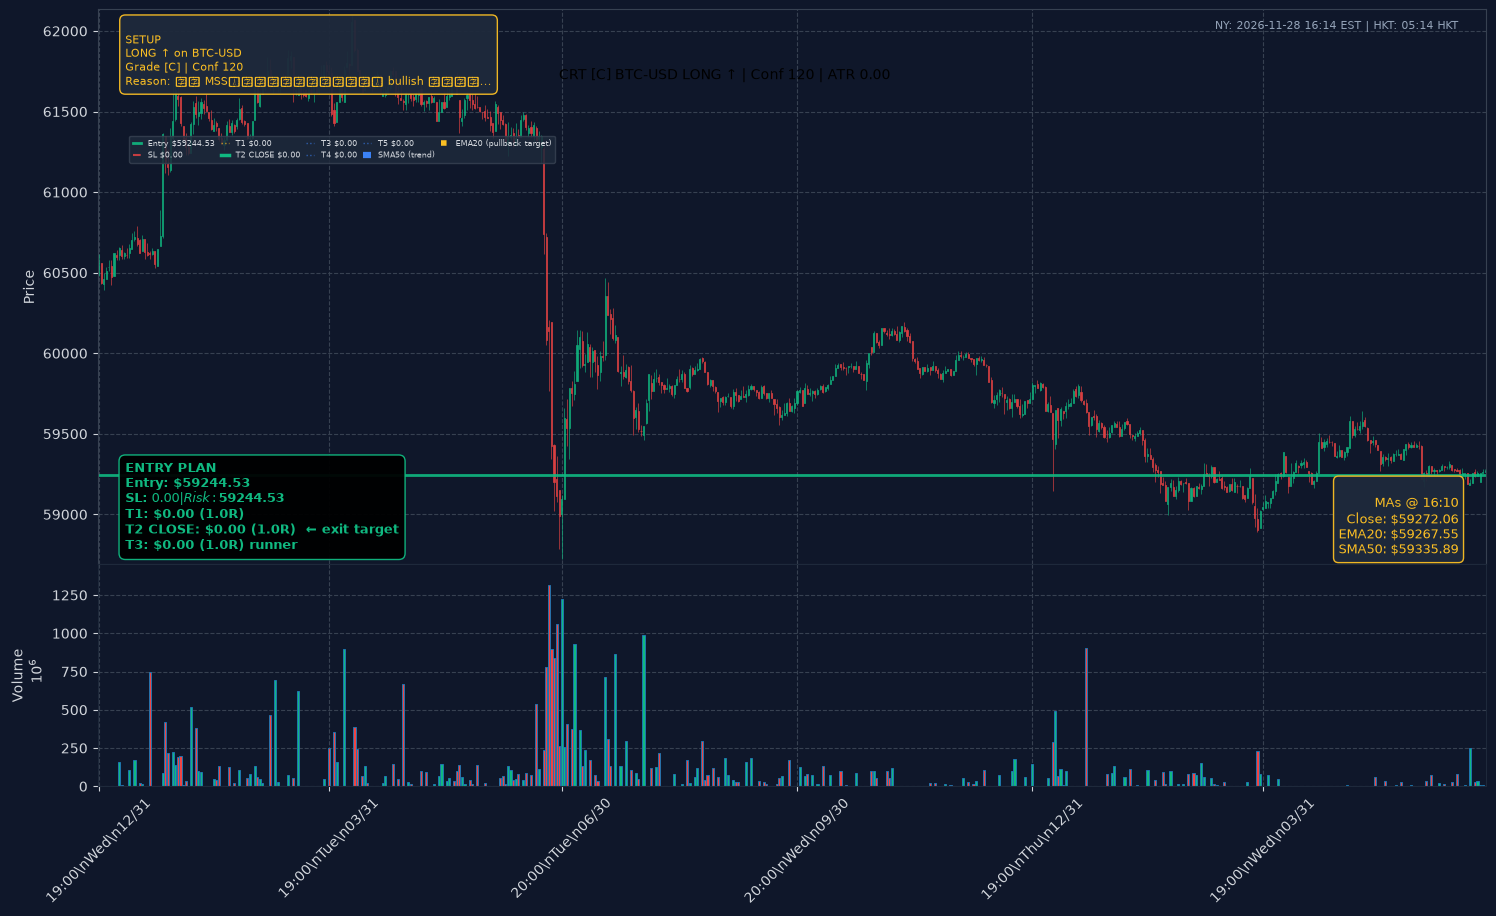 62000
61500
61000
60500
60000
59500
59000
Price
NY: 2026-11-28 16:14 EST | HKT: 05:14 HKT
SETUP
LONG ↑ on BTC-USD
Grade [C] | Conf 120
Reason: MSS bullish ...
CRT [C] BTC-USD LONG ↑ | Conf 120 | ATR 0.00
Entry $59244.53 T1 $0.00 T3 $0.00 T5 $0.00 EMA20 (pullback target)
SL $0.00 T2 CLOSE $0.00 T4 $0.00 SMA50 (trend)
ENTRY PLAN
Entry: $59244.53
SL: 0.00|Risk:59244.53
T1: $0.00 (1.0R)
T2 CLOSE: $0.00 (1.0R) ← exit target
T3: $0.00 (1.0R) runner
MAs @ 16:10
Close: $59272.06
EMA20: $59267.55
SMA50: $59335.89
1250
1000
750
500
250
0
Volume
10⁶
19:00\nWed\n12/31
19:00\nTue\n03/31
20:00\nTue\n06/30
20:00\nWed\n09/30
19:00\nThu\n12/31
19:00\nWed\n03/31